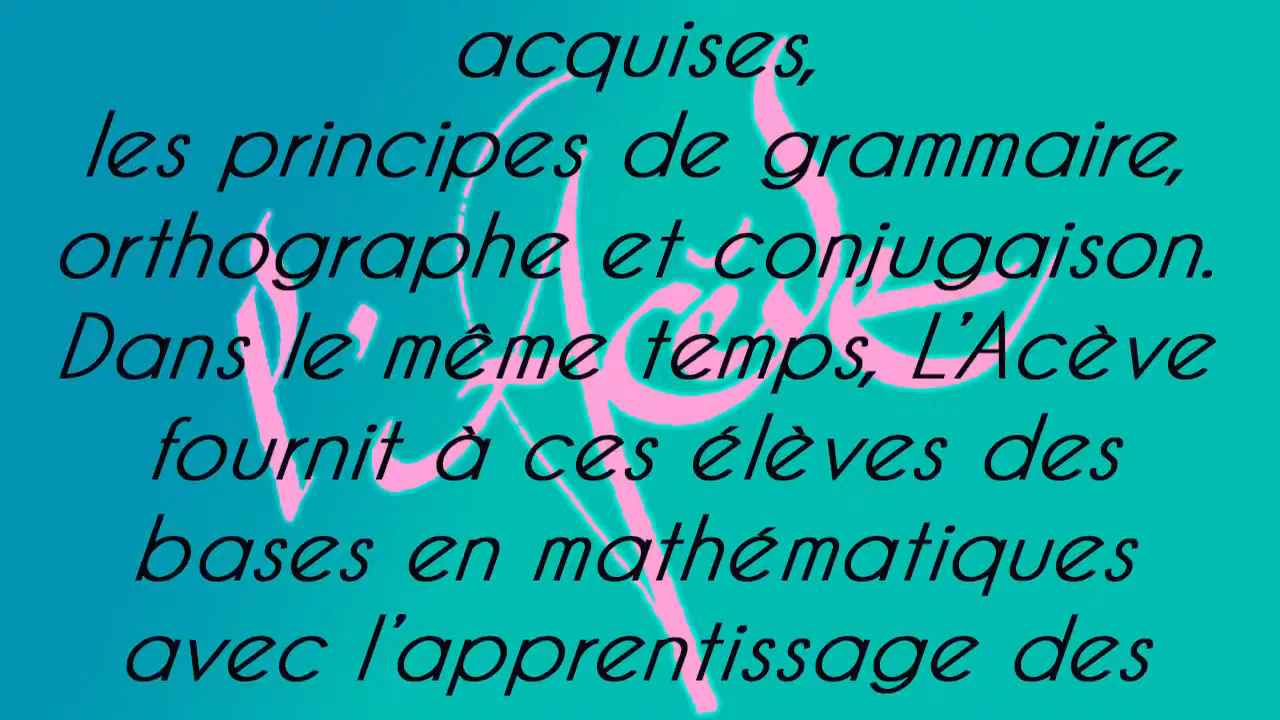 acquises,
les principes de grammaire,
orthographe et conjugaison.
Dans le même temps, L'Acève
fournit à ces élèves des
bases en mathématiques
avec l'apprentissage des
l'Acève